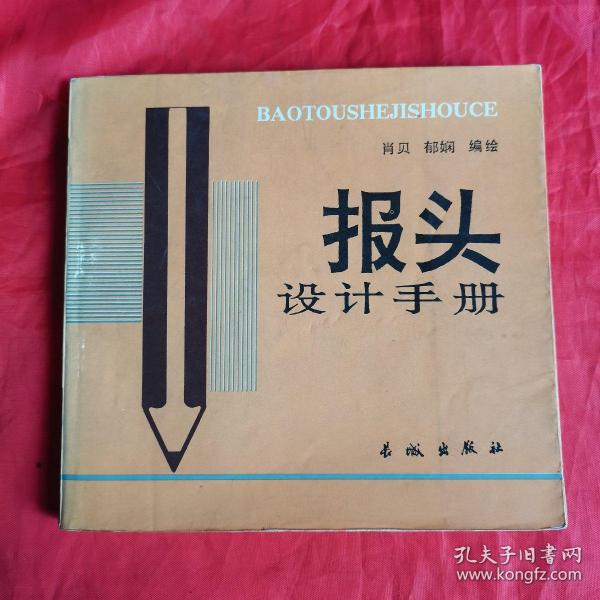 BAOTOUSHEJISHOUCE
肖贝 郁娴 编绘
报头
设计手册
长城出版社
孔夫子旧书网
www.kongfz.com